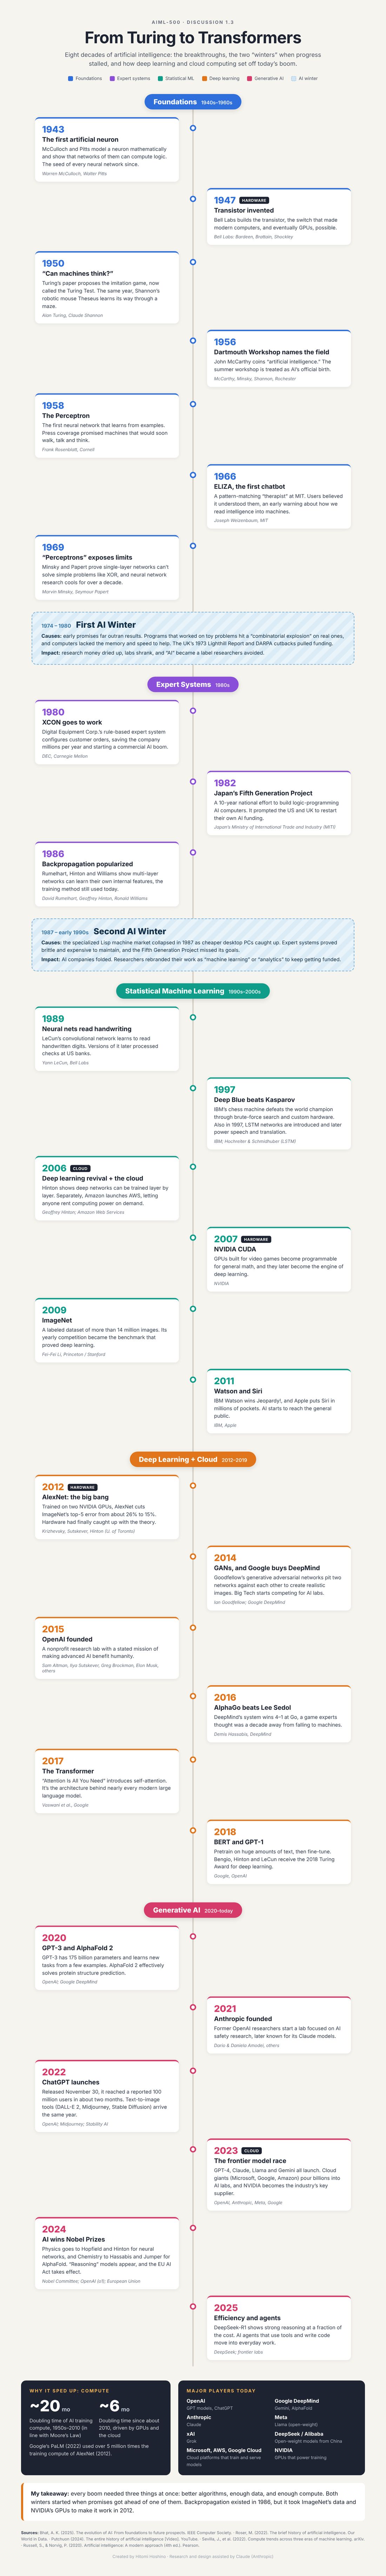 AIML-500 · DISCUSSION 1.3
From Turing to Transformers
Eight decades of artificial intelligence: the breakthroughs, the two “winters” when progress
stalled, and how deep learning and cloud computing set off today’s boom.
Foundations Expert systems Statistical ML Deep learning Generative AI AI winter
Foundations 1940s–1960s
1943
The first artificial neuron
McCulloch and Pitts model a neuron mathematically
and show that networks of them can compute logic.
The seed of every neural network since.
Warren McCulloch, Walter Pitts
1947 HARDWARE
Transistor invented
Bell Labs builds the transistor, the switch that made
modern computers, and eventually GPUs, possible.
Bell Labs: Bardeen, Brattain, Shockley
1950
“Can machines think?”
Turing’s paper proposes the imitation game, now
called the Turing Test. The same year, Shannon’s
robotic mouse Theseus learns its way through a
maze.
Alan Turing, Claude Shannon
1956
Dartmouth Workshop names the field
John McCarthy coins “artificial intelligence.” The
summer workshop is treated as AI’s official birth.
McCarthy, Minsky, Shannon, Rochester
1958
The Perceptron
The first neural network that learns from examples.
Press coverage promised machines that would soon
walk, talk and think.
Frank Rosenblatt, Cornell
1966
ELIZA, the first chatbot
A pattern-matching “therapist” at MIT. Users believed
it understood them, an early warning about how we
read intelligence into machines.
Joseph Weizenbaum, MIT
1969
“Perceptrons” exposes limits
Minsky and Papert prove single-layer networks can’t
solve simple problems like XOR, and neural network
research cools for over a decade.
Marvin Minsky, Seymour Papert
1974 – 1980 First AI Winter
Causes: early promises far outran results. Programs that worked on toy problems hit a “combinatorial explosion” on real ones,
and computers lacked the memory and speed to help. The UK’s 1973 Lighthill Report and DARPA cutbacks pulled funding.
Impact: research money dried up, labs shrank, and “AI” became a label researchers avoided.
Expert Systems 1980s
1980
XCON goes to work
Digital Equipment Corp.’s rule-based expert system
configures customer orders, saving the company
millions per year and starting a commercial AI boom.
DEC, Carnegie Mellon
1982
Japan’s Fifth Generation Project
A 10-year national effort to build logic-programming
AI computers. It prompted the US and UK to restart
their own AI funding.
Japan’s Ministry of International Trade and Industry (MITI)
1986
Backpropagation popularized
Rumelhart, Hinton and Williams show multi-layer
networks can learn their own internal features, the
training method still used today.
David Rumelhart, Geoffrey Hinton, Ronald Williams
1987 – early 1990s Second AI Winter
Causes: the specialized Lisp machine market collapsed in 1987 as cheaper desktop PCs caught up. Expert systems proved
brittle and expensive to maintain, and the Fifth Generation Project missed its goals.
Impact: AI companies folded. Researchers rebranded their work as “machine learning” or “analytics” to keep getting funded.
Statistical Machine Learning 1990s–2000s
1989
Neural nets read handwriting
LeCun’s convolutional network learns to read
handwritten digits. Versions of it later processed
checks at US banks.
Yann LeCun, Bell Labs
1997
Deep Blue beats Kasparov
IBM’s chess machine defeats the world champion
through brute-force search and custom hardware.
Also in 1997, LSTM networks are introduced and later
power speech and translation.
IBM; Hochreiter & Schmidhuber (LSTM)
2006 CLOUD
Deep learning revival + the cloud
Hinton shows deep networks can be trained layer by
layer. Separately, Amazon launches AWS, letting
anyone rent computing power on demand.
Geoffrey Hinton; Amazon Web Services
2007 HARDWARE
NVIDIA CUDA
GPUs built for video games become programmable
for general math, and they later become the engine of
deep learning.
NVIDIA
2009
ImageNet
A labeled dataset of more than 14 million images. Its
yearly competition became the benchmark that
proved deep learning.
Fei-Fei Li, Princeton / Stanford
2011
Watson and Siri
IBM Watson wins Jeopardy!, and Apple puts Siri in
millions of pockets. AI starts to reach the general
public.
IBM, Apple
Deep Learning + Cloud 2012–2019
2012 HARDWARE
AlexNet: the big bang
Trained on two NVIDIA GPUs, AlexNet cuts
ImageNet’s top-5 error from about 26% to 15%.
Hardware had finally caught up with the theory.
Krizhevsky, Sutskever, Hinton (U. of Toronto)
2014
GANs, and Google buys DeepMind
Goodfellow’s generative adversarial networks pit two
networks against each other to create realistic
images. Big Tech starts competing for AI labs.
Ian Goodfellow; Google DeepMind
2015
OpenAI founded
A nonprofit research lab with a stated mission of
making advanced AI benefit humanity.
Sam Altman, Ilya Sutskever, Greg Brockman, Elon Musk,
others
2016
AlphaGo beats Lee Sedol
DeepMind’s system wins 4–1 at Go, a game experts
thought was a decade away from falling to machines.
Demis Hassabis, DeepMind
2017
The Transformer
“Attention Is All You Need” introduces self-attention.
It’s the architecture behind nearly every modern large
language model.
Vaswani et al., Google
2018
BERT and GPT-1
Pretrain on huge amounts of text, then fine-tune.
Bengio, Hinton and LeCun receive the 2018 Turing
Award for deep learning.
Google; OpenAI
Generative AI 2020–today
2020
GPT-3 and AlphaFold 2
GPT-3 has 175 billion parameters and learns new
tasks from a few examples. AlphaFold 2 effectively
solves protein structure prediction.
OpenAI; Google DeepMind
2021
Anthropic founded
Former OpenAI researchers start a lab focused on AI
safety research, later known for its Claude models.
Dario & Daniela Amodei, others
2022
ChatGPT launches
Released November 30, it reached a reported 100
million users in about two months. Text-to-image
tools (DALL-E 2, Midjourney, Stable Diffusion) arrive
the same year.
OpenAI; Midjourney; Stability AI
2023 CLOUD
The frontier model race
GPT-4, Claude, Llama and Gemini all launch. Cloud
giants (Microsoft, Google, Amazon) pour billions into
AI labs, and NVIDIA becomes the industry’s key
supplier.
OpenAI, Anthropic, Meta, Google
2024
AI wins Nobel Prizes
Physics goes to Hopfield and Hinton for neural
networks, and Chemistry to Hassabis and Jumper for
AlphaFold. “Reasoning” models appear, and the EU AI
Act takes effect.
Nobel Committee; OpenAI (o1); European Union
2025
Efficiency and agents
DeepSeek-R1 shows strong reasoning at a fraction of
the cost. AI agents that use tools and write code
move into everyday work.
DeepSeek; frontier labs
WHY IT SPED UP: COMPUTE
~20 mo
Doubling time of AI training
compute, 1950s–2010 (in
line with Moore’s Law)
~6 mo
Doubling time since about
2010, driven by GPUs and
the cloud
Google’s PaLM (2022) used over 5 million times the
training compute of AlexNet (2012).
MAJOR PLAYERS TODAY
OpenAI
GPT models, ChatGPT
Google DeepMind
Gemini, AlphaFold
Anthropic
Claude
Meta
Llama (open-weight)
xAI
Grok
DeepSeek / Alibaba
Open-weight models from China
Microsoft, AWS, Google Cloud
Cloud platforms that train and serve
models
NVIDIA
GPUs that power training
My takeaway: every boom needed three things at once: better algorithms, enough data, and enough compute. Both
winters started when promises got ahead of one of them. Backpropagation existed in 1986, but it took ImageNet’s data and
NVIDIA’s GPUs to make it work in 2012.